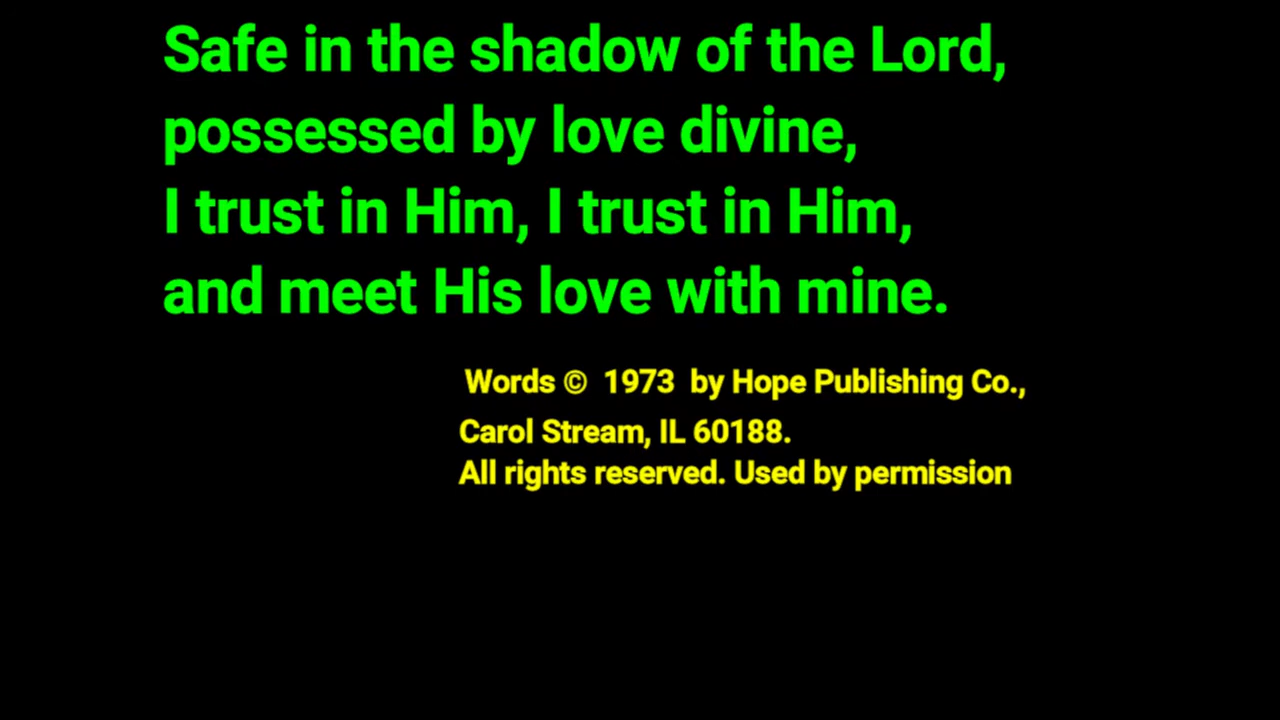 Safe in the shadow of the Lord,
possessed by love divine,
I trust in Him, I trust in Him,
and meet His love with mine.
Words © 1973 by Hope Publishing Co.,
Carol Stream, IL 60188.
All rights reserved. Used by permission